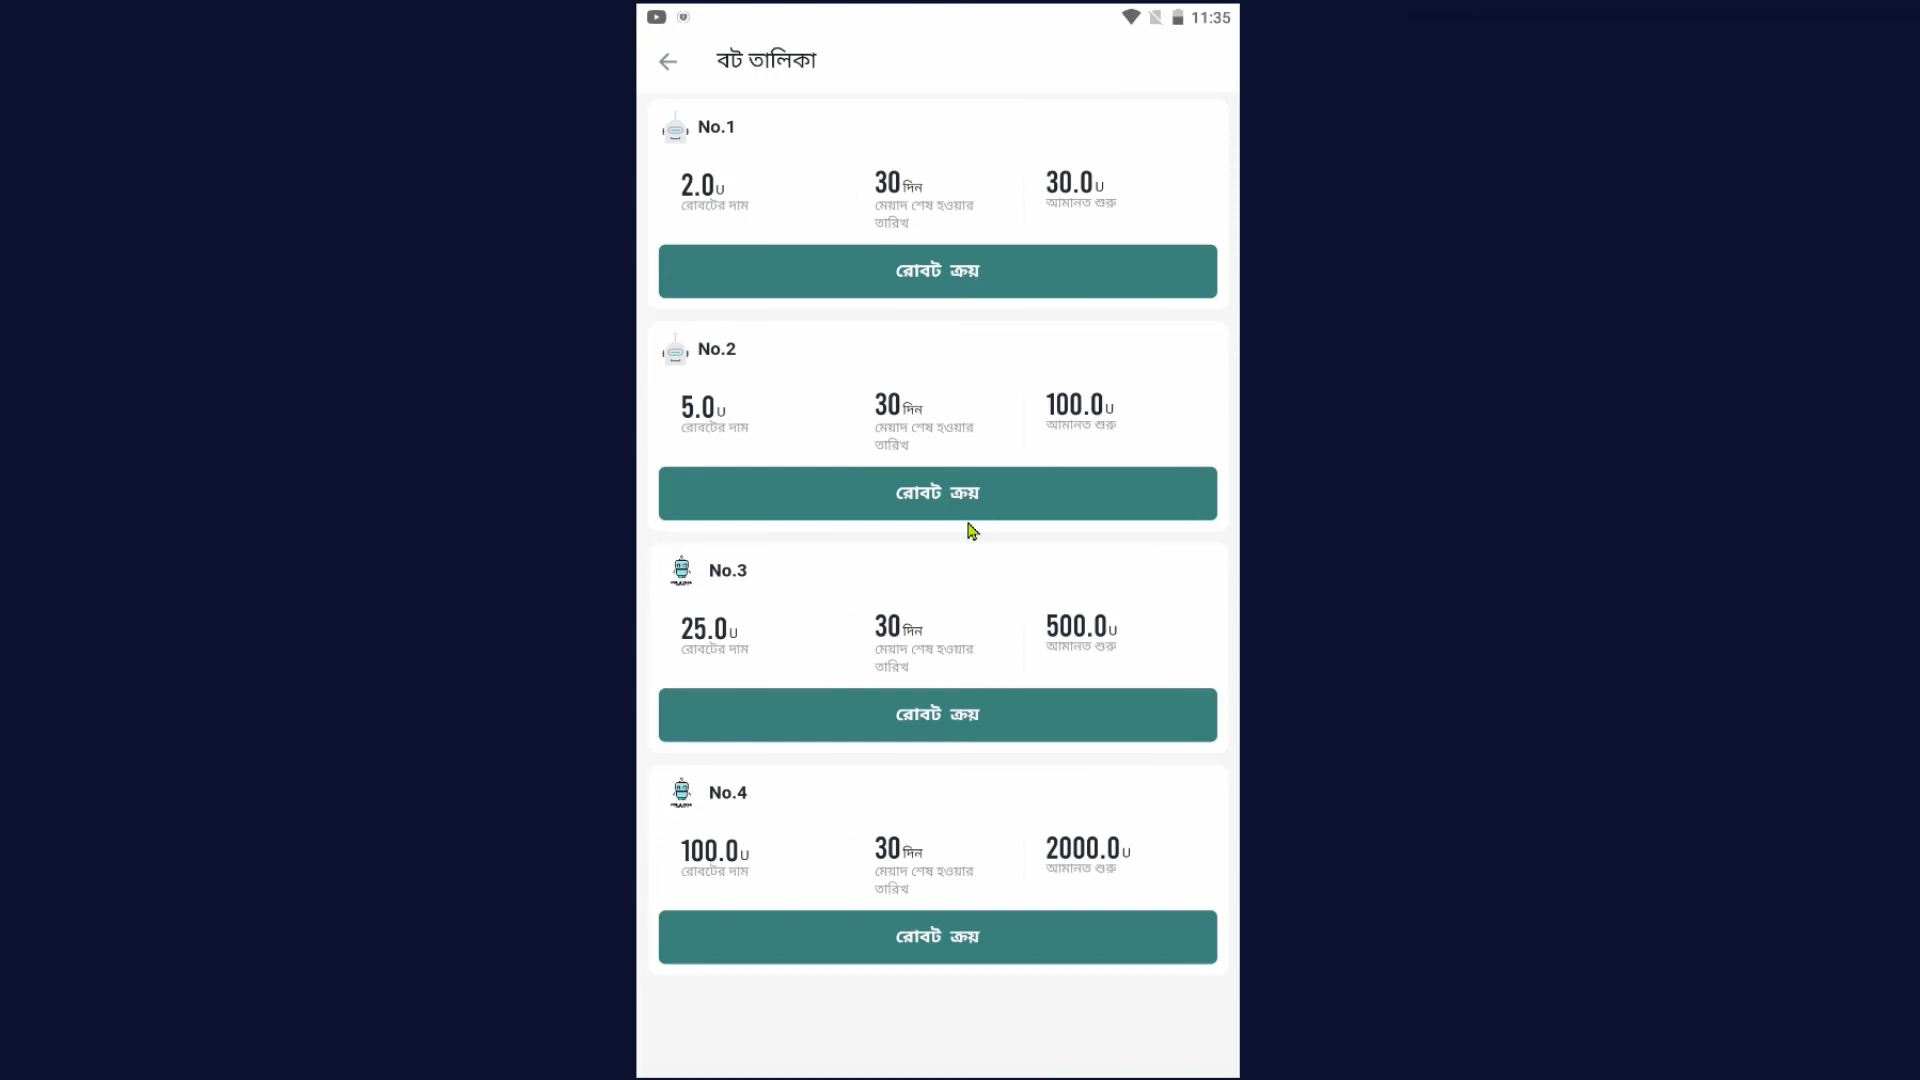 11:35
বট তালিকা
No.1
2.0U
রোবটের দাম
30দিন
মেয়াদ শেষ হওয়ার
তারিখ
30.0U
আমানত শুরু
রোবট ক্রয়
No.2
5.0U
রোবটের দাম
30দিন
মেয়াদ শেষ হওয়ার
তারিখ
100.0U
আমানত শুরু
রোবট ক্রয়
No.3
25.0U
রোবটের দাম
30দিন
মেয়াদ শেষ হওয়ার
তারিখ
500.0U
আমানত শুরু
রোবট ক্রয়
No.4
100.0U
রোবটের দাম
30দিন
মেয়াদ শেষ হওয়ার
তারিখ
2000.0U
আমানত শুরু
রোবট ক্রয়